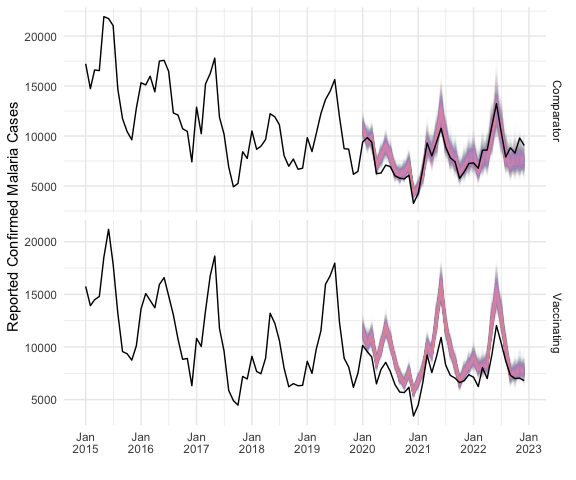 Reported Confirmed Malaria Cases
20000
15000
10000
5000
Comparator
20000
15000
10000
5000
Vaccinating
Jan Jan Jan Jan Jan Jan Jan Jan Jan
2015 2016 2017 2018 2019 2020 2021 2022 2023